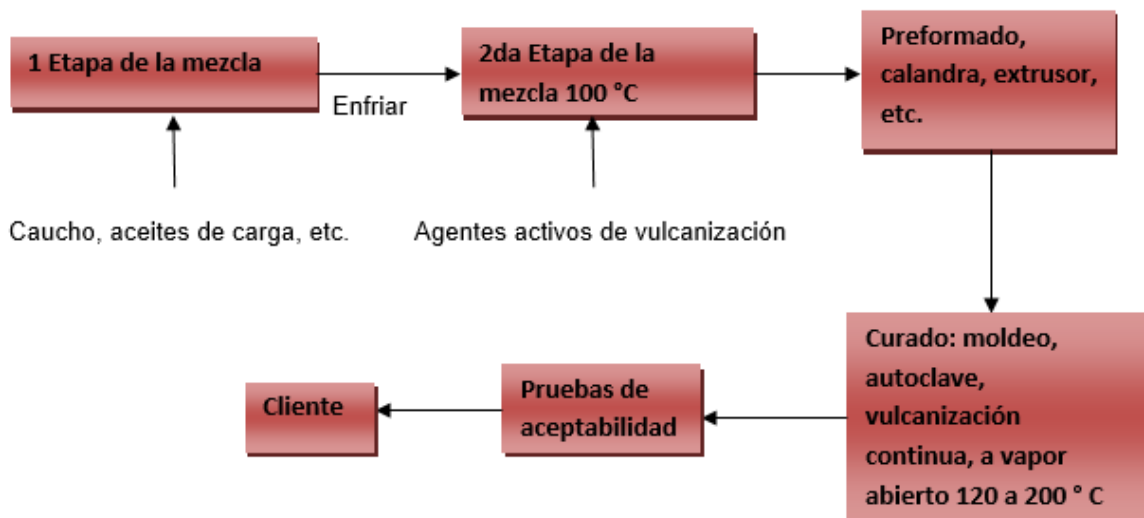 1 Etapa de la mezcla
Enfriar
2da Etapa de la
mezcla 100 °C
Preformado,
calandra, extrusor,
etc.
Caucho, aceites de carga, etc.
Agentes activos de vulcanización
Curado: moldeo,
autoclave,
vulcanización
continua, a vapor
abierto 120 a 200 ° C
Pruebas de
aceptabilidad
Cliente